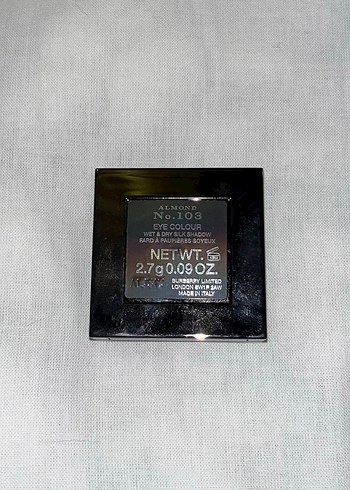 ALMOND
No.103
EYE COLOUR
WET & DRY SILK SHADOW
FARD À PAUPIÈRES SOYEUX
NET WT.
2.7g 0.09 OZ.
BURBERRY LIMITED
LONDON SW1P 2AW
MADE IN ITALY